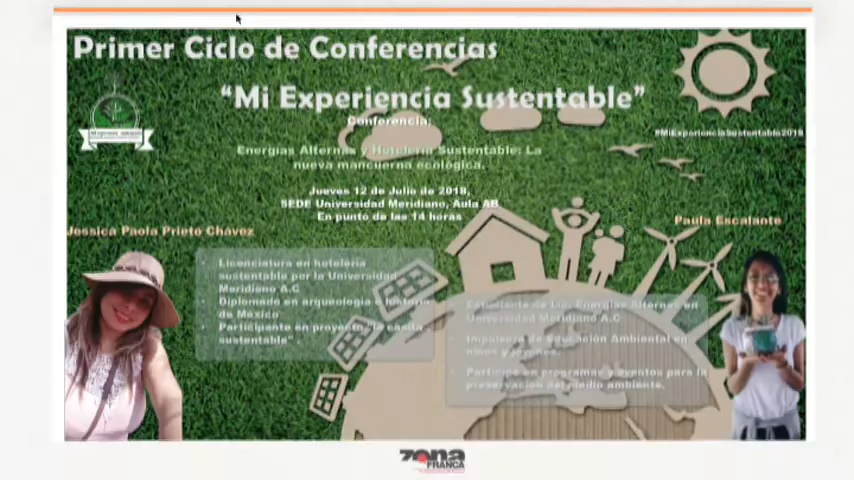 Primer Ciclo de Conferencias
“Mi Experiencia Sustentable”
Conferencia:
#MiExperienciaSustentable2018
Energías Alternas y Hotelería Sustentable: La
nueva mancuerna ecológica.
Jueves 12 de Julio de 2018,
SEDE Universidad Meridiano, Aula AB
En punto de las 14 horas
Jessica Paola Prieto Chávez
Paula Escalante
Licenciatura en hotelería
sustentable por la Universidad
Meridiano A.C
Diplomado en arqueología e historia
de México
Participante en proyecto "la casita
sustentable" .
Estudiante de Lic. Energías Alternas en
Universidad Meridiano A.C
Impulsora de Educación Ambiental en
niños y jóvenes.
Participe en programas y eventos para la
preservación del medio ambiente.
ZONA
FRANCA